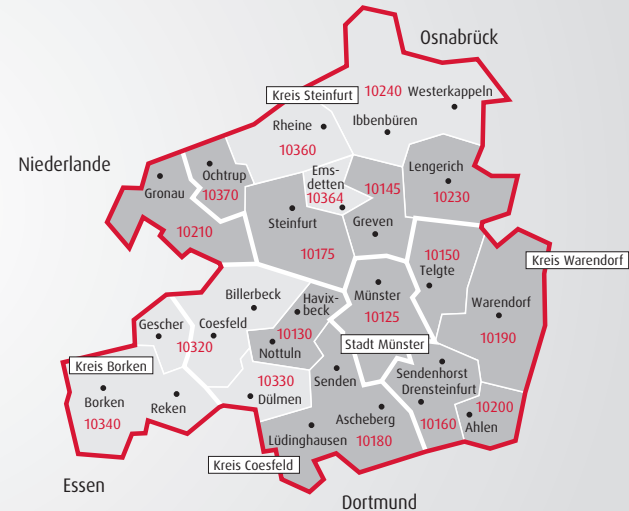 Osnabrück
10240
Westerkappeln
Kreis Steinfurt
Rheine
10360
Ibbenbüren
Niederlande
Ochtrup
10370
Gronau
10210
Ems-
detten
10364
10145
Lengerich
10230
Steinfurt
10175
Greven
10150
Telgte
Kreis Warendorf
Billerbeck
Havix-
beck
Münster
10125
Warendorf
10190
Gescher
10320
Coesfeld
10130
Nottuln
Stadt Münster
Kreis Borken
Borken
10340
Reken
10330
Dülmen
Senden
Sendenhorst
Drensteinfurt
10160
10200
Ahlen
Ascheberg
10180
Lüdinghausen
Kreis Coesfeld
Essen
Dortmund